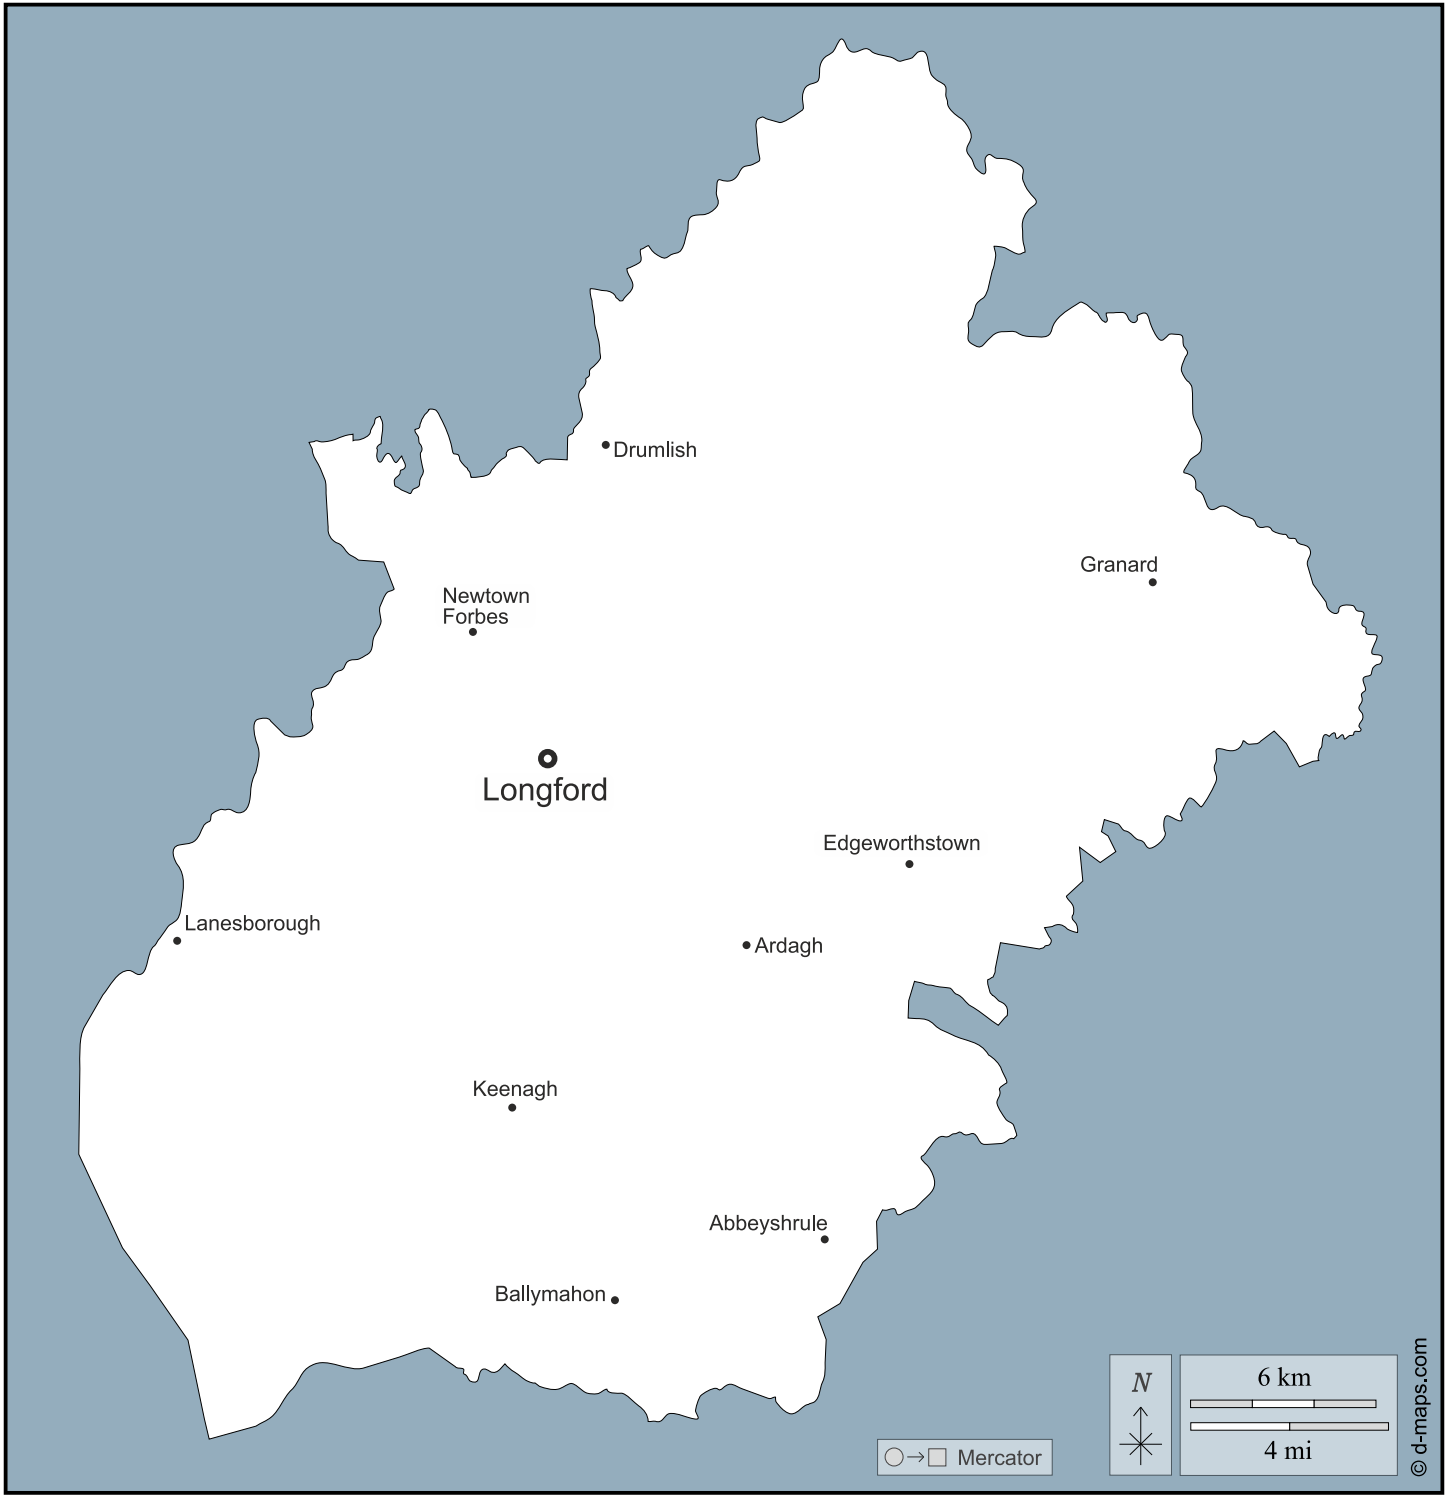 Drumlish
Granard
Newtown
Forbes
Longford
Edgeworthstown
Lanesborough
Ardagh
Keenagh
Abbeyshrule
Ballymahon
N
6 km
4 mi
Mercator
© d-maps.com